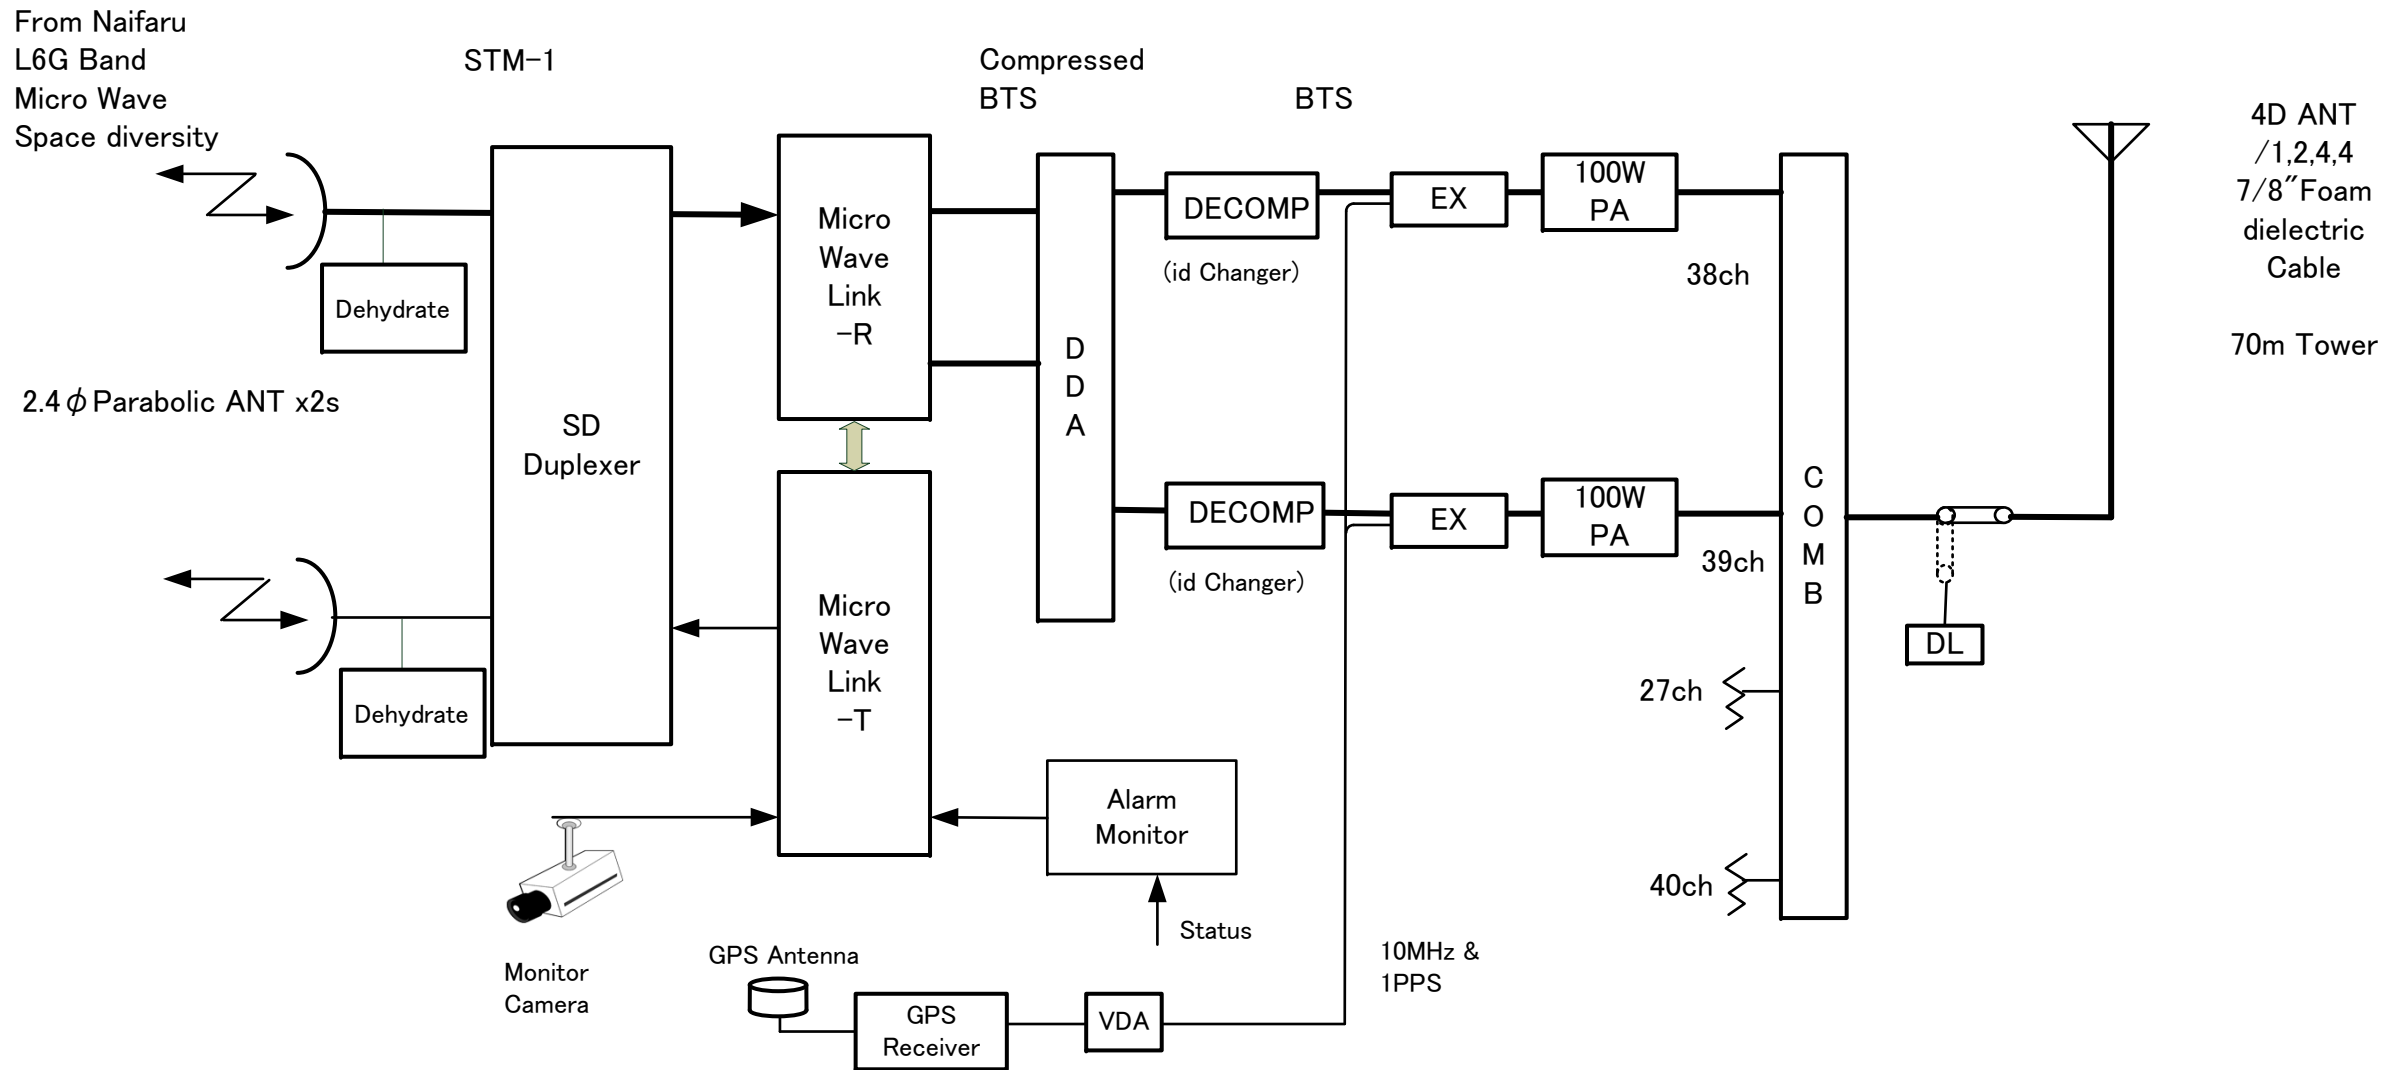 From Naifaru
L6G Band
Micro Wave
Space diversity
STM-1
Compressed
BTS
BTS
4D ANT
/1,2,4,4
7/8″Foam
dielectric
Cable
70m Tower
Dehydrate
2.4φParabolic ANT x2s
SD
Duplexer
Micro
Wave
Link
-R
D
D
A
DECOMP
(id Changer)
EX
100W
PA
38ch
DECOMP
(id Changer)
EX
100W
PA
39ch
C
O
M
B
DL
27ch
40ch
Dehydrate
Micro
Wave
Link
-T
Alarm
Monitor
Status
Monitor
Camera
GPS Antenna
GPS
Receiver
VDA
10MHz &
1PPS